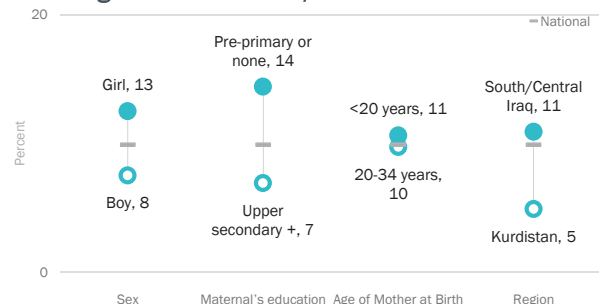 20
National
Pre-primary or
none, 14
Girl, 13
<20 years, 11
South/Central
Iraq, 11
Percent
20-34 years,
10
Boy, 8
Upper
secondary +, 7
Kurdistan, 5
0
Sex
Maternal's education
Age of Mother at Birth
Region